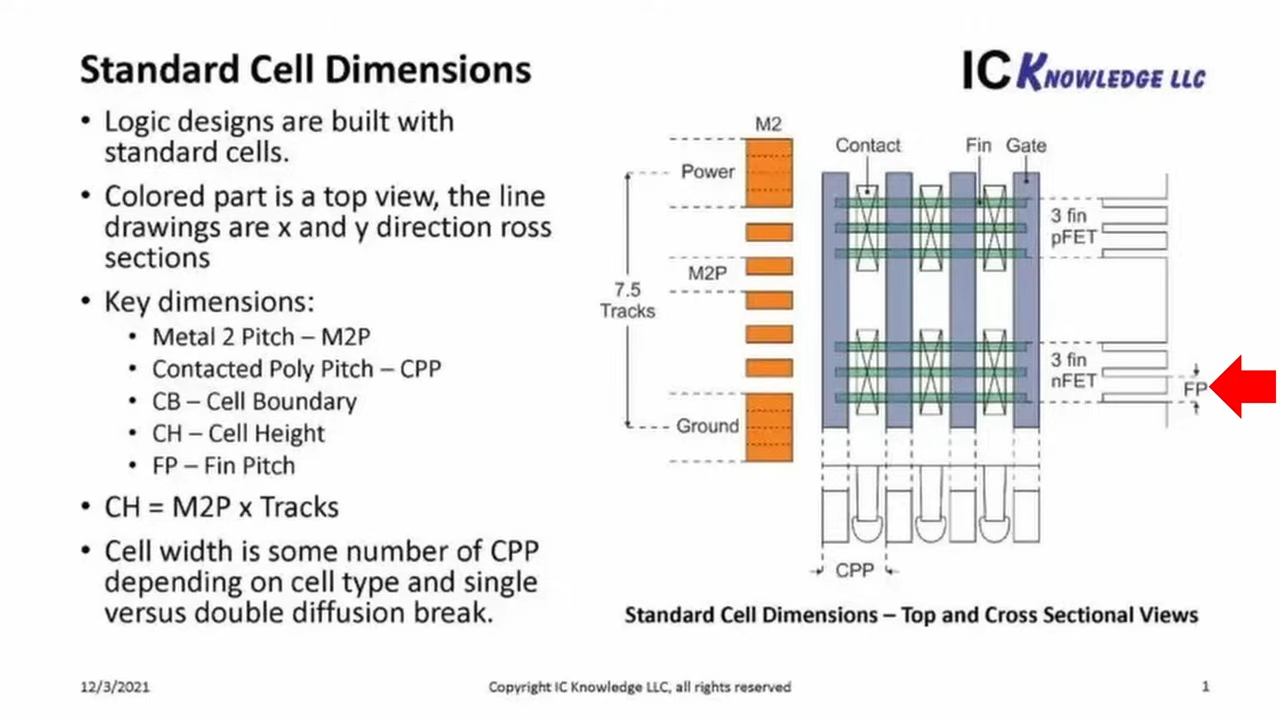 Standard Cell Dimensions
IC KNOWLEDGE LLC
• Logic designs are built with
standard cells.
• Colored part is a top view, the line
drawings are x and y direction ross
sections
• Key dimensions:
• Metal 2 Pitch – M2P
• Contacted Poly Pitch – CPP
• CB – Cell Boundary
• CH – Cell Height
• FP – Fin Pitch
• CH = M2P x Tracks
• Cell width is some number of CPP
depending on cell type and single
versus double diffusion break.
M2
Power
M2P
7.5
Tracks
Ground
Contact
Fin
Gate
3 fin
pFET
3 fin
nFET
FP
CPP
Standard Cell Dimensions – Top and Cross Sectional Views
12/3/2021
Copyright IC Knowledge LLC, all rights reserved
1